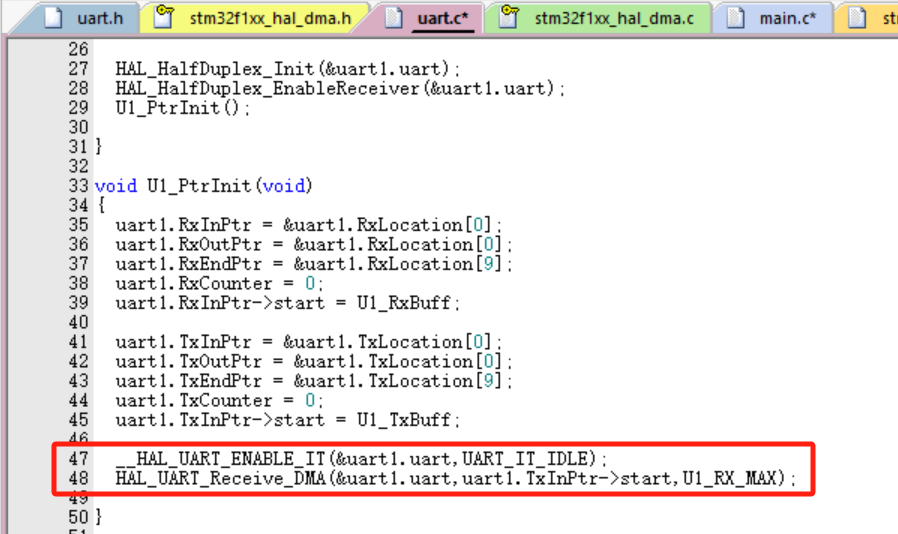 uart.h stm32f1xx_hal_dma.h uart.c* stm32f1xx_hal_dma.c main.c* st
26
27 HAL_HalfDuplex_Init(&uart1.uart);
28 HAL_HalfDuplex_EnableReceiver(&uart1.uart);
29 U1_PtrInit();
30
31 }
32
33 void U1_PtrInit(void)
34 {
35 uart1.RxInPtr = &uart1.RxLocation[0];
36 uart1.RxOutPtr = &uart1.RxLocation[0];
37 uart1.RxEndPtr = &uart1.RxLocation[9];
38 uart1.RxCounter = 0;
39 uart1.RxInPtr->start = U1_RxBuff;
40
41 uart1.TxInPtr = &uart1.TxLocation[0];
42 uart1.TxOutPtr = &uart1.TxLocation[0];
43 uart1.TxEndPtr = &uart1.TxLocation[9];
44 uart1.TxCounter = 0;
45 uart1.TxInPtr->start = U1_TxBuff;
46
47 __HAL_UART_ENABLE_IT(&uart1.uart,UART_IT_IDLE);
48 HAL_UART_Receive_DMA(&uart1.uart,uart1.TxInPtr->start,U1_RX_MAX);
49
50 }